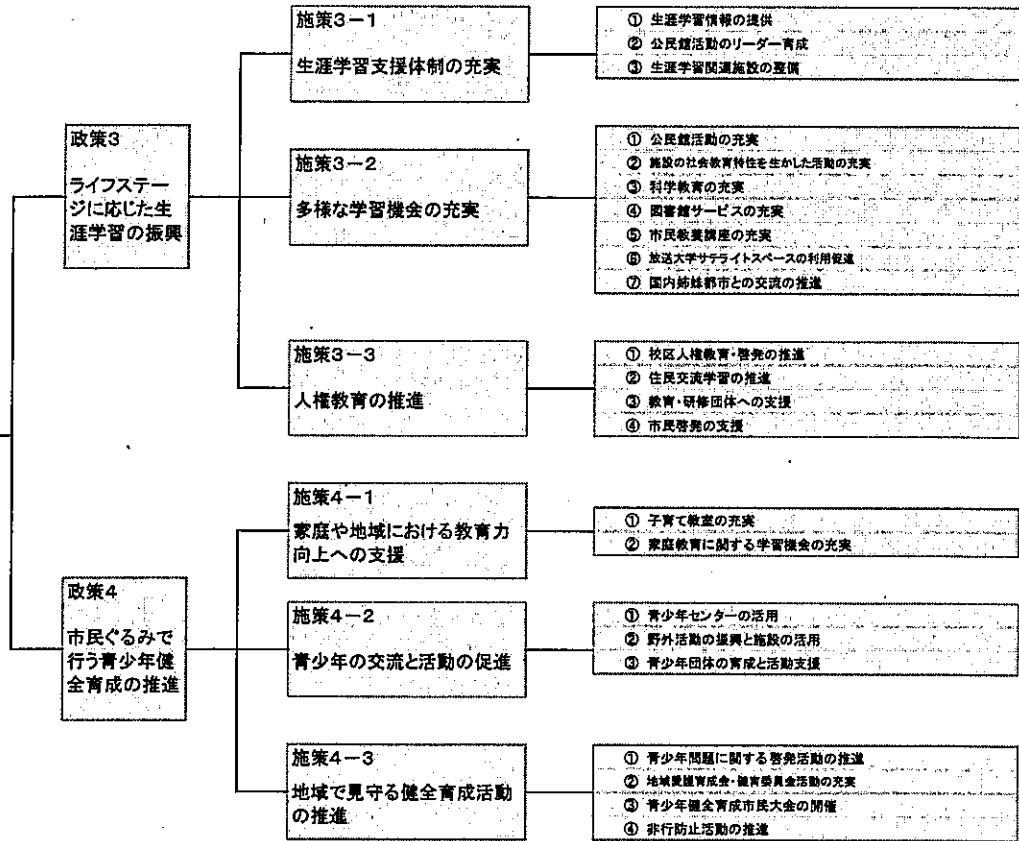 政策3
ライフステー
ジに応じた生
涯学習の振興
施策3-1
生涯学習支援体制の充実
① 生涯学習情報の提供
② 公民館活動のリーダー育成
③ 生涯学習関連施設の整備
施策3-2
多様な学習機会の充実
① 公民館活動の充実
② 施設の社会教育特性を生かした活動の充実
③ 科学教育の充実
④ 図書館サービスの充実
⑤ 市民教養講座の充実
⑥ 放送大学サテライトスペースの利用促進
⑦ 国内姉妹都市との交流の推進
施策3-3
人権教育の推進
① 校区人権教育・啓発の推進
② 住民交流学習の推進
③ 教育・研修団体への支援
④ 市民啓発の支援
政策4
市民ぐるみで
行う青少年健
全育成の推進
施策4-1
家庭や地域における教育力
向上への支援
① 子育て教室の充実
② 家庭教育に関する学習機会の充実
施策4-2
青少年の交流と活動の促進
① 青少年センターの活用
② 野外活動の振興と施設の活用
③ 青少年団体の育成と活動支援
施策4-3
地域で見守る健全育成活動
の推進
① 青少年問題に関する啓発活動の推進
② 地域愛護育成会・健育委員会活動の充実
③ 青少年健全育成市民大会の開催
④ 非行防止活動の推進